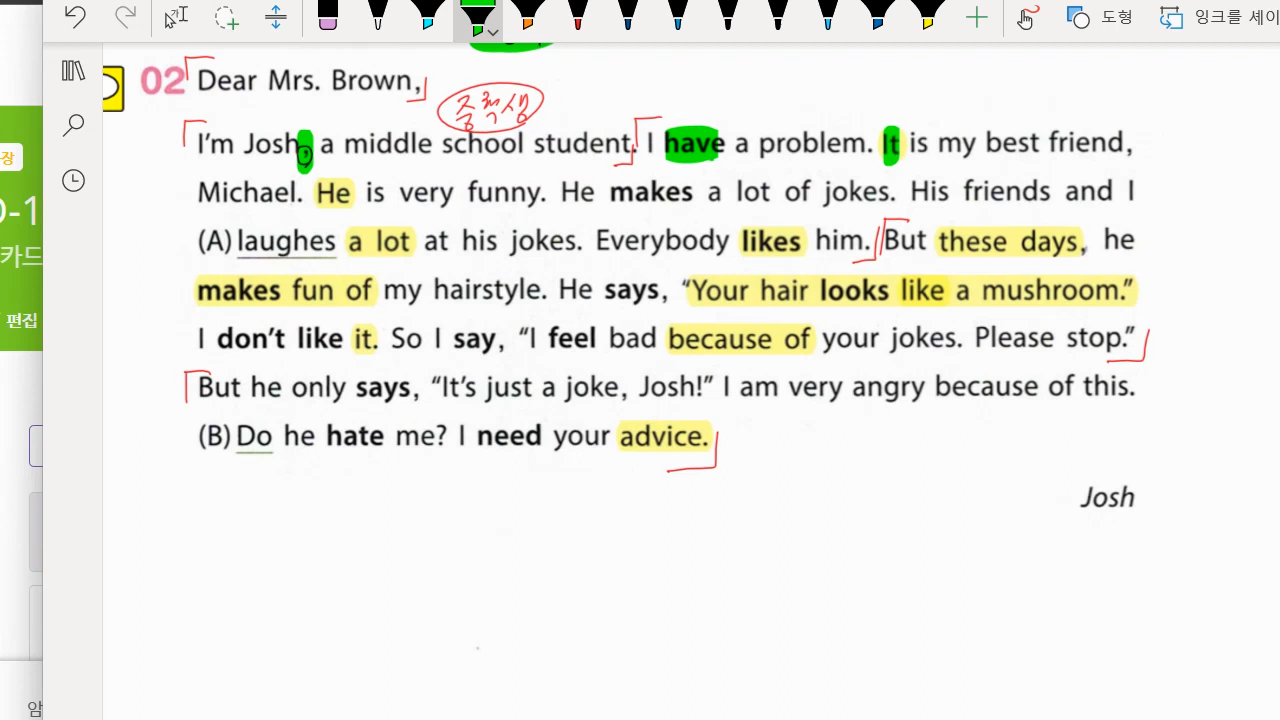 도형
잉크를 셰이
장
0-1
카드
편집
암
02 Dear Mrs. Brown,
중학생
I'm Josh, a middle school student. I have a problem. It is my best friend,
Michael. He is very funny. He makes a lot of jokes. His friends and I
(A) laughes a lot at his jokes. Everybody likes him. But these days, he
makes fun of my hairstyle. He says, “Your hair looks like a mushroom.”
I don't like it. So I say, “I feel bad because of your jokes. Please stop.”
But he only says, “It's just a joke, Josh!” I am very angry because of this.
(B) Do he hate me? I need your advice.
Josh